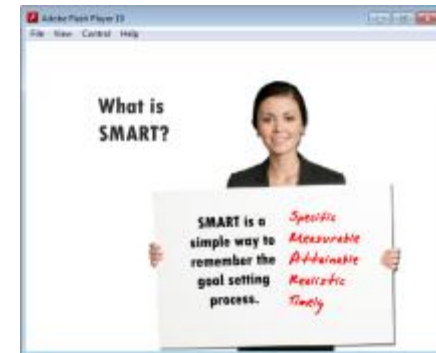 Adobe Flash Player 10
File View Control Help
What is
SMART?
SMART is a
simple way to
remember the
goal setting
process.
Specific
Measurable
Attainable
Realistic
Timely